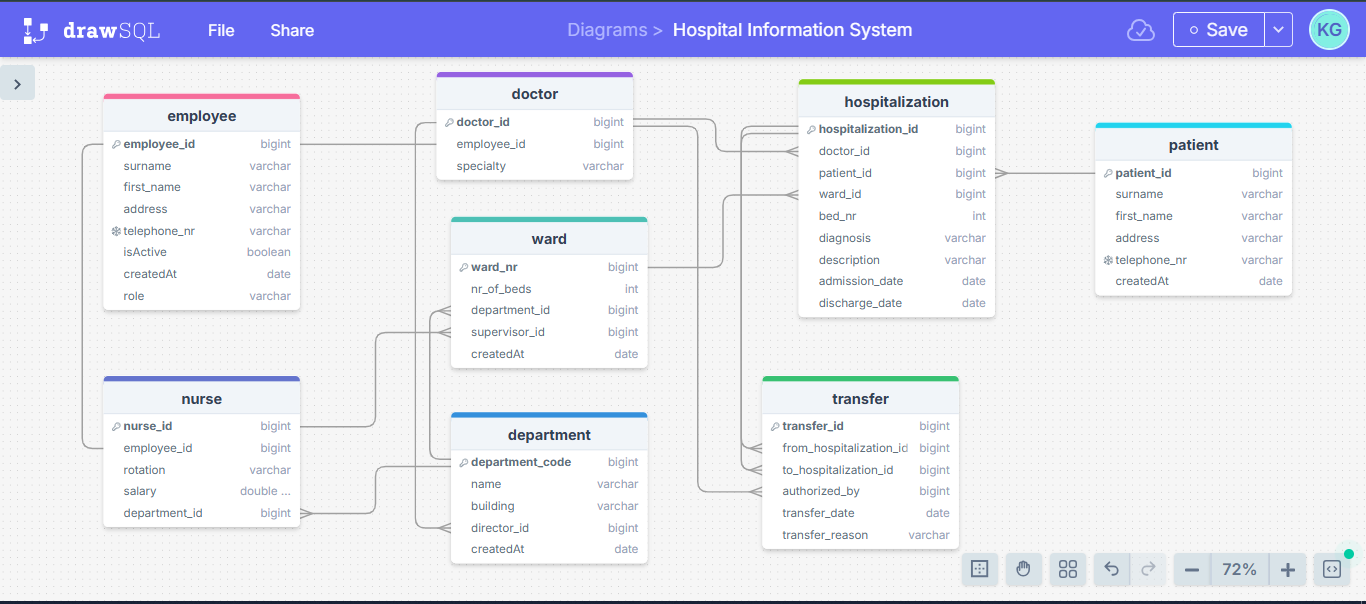 drawSQL File Share Diagrams > Hospital Information System Save KG
employee
employee_id bigint
surname varchar
first_name varchar
address varchar
telephone_nr varchar
isActive boolean
createdAt date
role varchar
doctor
doctor_id bigint
employee_id bigint
specialty varchar
hospitalization
hospitalization_id bigint
doctor_id bigint
patient_id bigint
ward_id bigint
bed_nr int
diagnosis varchar
description varchar
admission_date date
discharge_date date
patient
patient_id bigint
surname varchar
first_name varchar
address varchar
telephone_nr varchar
createdAt date
ward
ward_nr bigint
nr_of_beds int
department_id bigint
supervisor_id bigint
createdAt date
nurse
nurse_id bigint
employee_id bigint
rotation varchar
salary double ...
department_id bigint
department
department_code bigint
name varchar
building varchar
director_id bigint
createdAt date
transfer
transfer_id bigint
from_hospitalization_id bigint
to_hospitalization_id bigint
authorized_by bigint
transfer_date date
transfer_reason varchar
72%